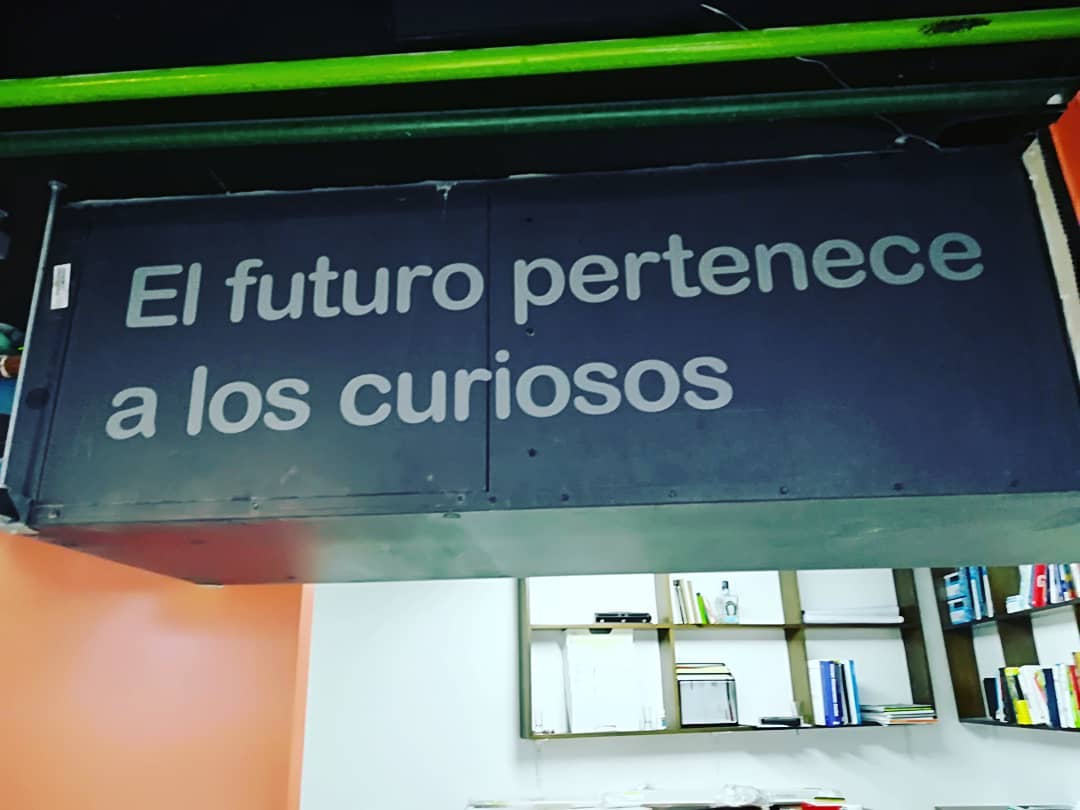 El futuro pertenece
a los curiosos